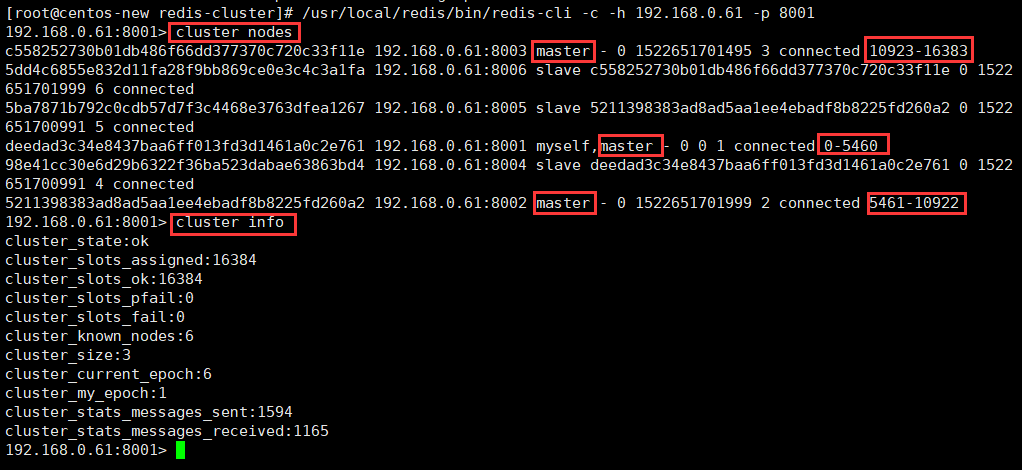 [root@centos-new redis-cluster]# /usr/local/redis/bin/redis-cli -c -h 192.168.0.61 -p 8001
192.168.0.61:8001> cluster nodes
c558252730b01db486f66dd377370c720c33f11e 192.168.0.61:8003 master - 0 1522651701495 3 connected 10923-16383
5dd4c6855e832d11fa28f9bb869ce0e3c4c3a1fa 192.168.0.61:8006 slave c558252730b01db486f66dd377370c720c33f11e 0 1522
651701999 6 connected
5ba7871b792c0cdb57d7f3c4468e3763dfea1267 192.168.0.61:8005 slave 5211398383ad8ad5aa1ee4ebadf8b8225fd260a2 0 1522
651700991 5 connected
deedad3c34e8437baa6ff013fd3d1461a0c2e761 192.168.0.61:8001 myself,master - 0 0 1 connected 0-5460
98e41cc30e6d29b6322f36ba523dabae63863bd4 192.168.0.61:8004 slave deedad3c34e8437baa6ff013fd3d1461a0c2e761 0 1522
651700991 4 connected
5211398383ad8ad5aa1ee4ebadf8b8225fd260a2 192.168.0.61:8002 master - 0 1522651701999 2 connected 5461-10922
192.168.0.61:8001> cluster info
cluster_state:ok
cluster_slots_assigned:16384
cluster_slots_ok:16384
cluster_slots_pfail:0
cluster_slots_fail:0
cluster_known_nodes:6
cluster_size:3
cluster_current_epoch:6
cluster_my_epoch:1
cluster_stats_messages_sent:1594
cluster_stats_messages_received:1165
192.168.0.61:8001>